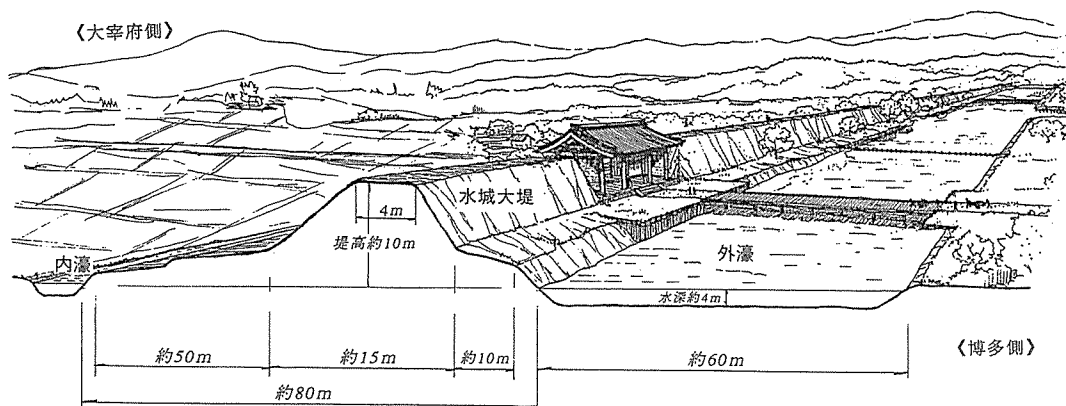 《大宰府側》
水城大堤
4m
堤高約10m
内濠
外濠
水深約4m
約50m
約15m
約10m
約60m
《博多側》
約80m